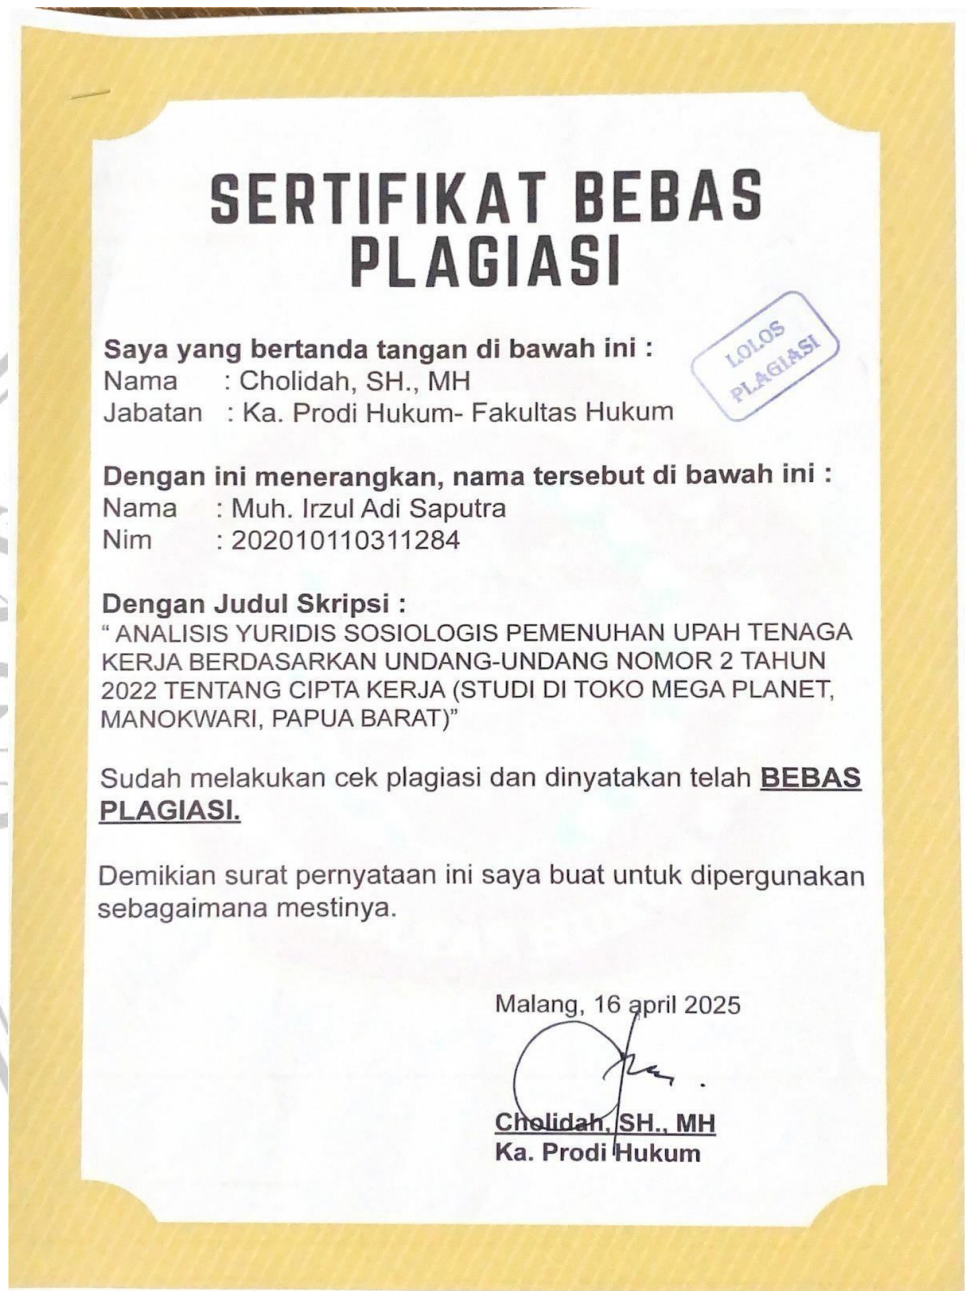 SERTIFIKAT BEBAS
PLAGIASI
LOLOS
PLAGIASI
Saya yang bertanda tangan di bawah ini :
Nama : Cholidah, SH., MH
Jabatan : Ka. Prodi Hukum- Fakultas Hukum
Dengan ini menerangkan, nama tersebut di bawah ini :
Nama : Muh. Irzul Adi Saputra
Nim : 202010110311284
Dengan Judul Skripsi :
“ ANALISIS YURIDIS SOSIOLOGIS PEMENUHAN UPAH TENAGA
KERJA BERDASARKAN UNDANG-UNDANG NOMOR 2 TAHUN
2022 TENTANG CIPTA KERJA (STUDI DI TOKO MEGA PLANET,
MANOKWARI, PAPUA BARAT)”
Sudah melakukan cek plagiasi dan dinyatakan telah BEBAS
PLAGIASI.
Demikian surat pernyataan ini saya buat untuk dipergunakan
sebagaimana mestinya.
Malang, 16 april 2025
Cholidah, SH., MH
Ka. Prodi Hukum